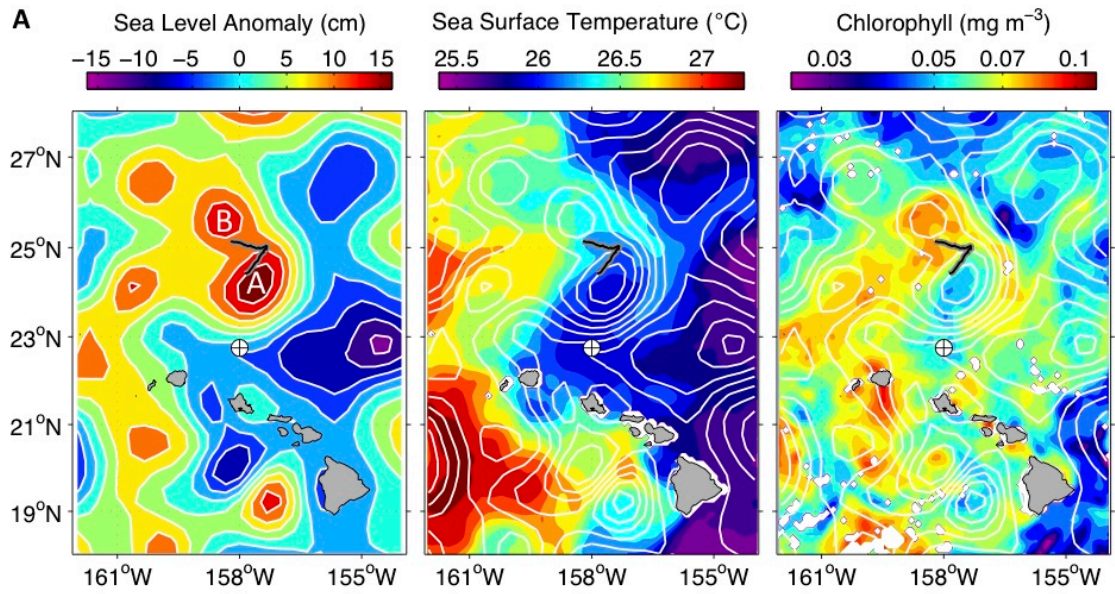 A
Sea Level Anomaly (cm)
−15 −10 −5 0 5 10 15
Sea Surface Temperature (°C)
25.5 26 26.5 27
Chlorophyll (mg m⁻³)
0.03 0.05 0.07 0.1
27°N
B
25°N
A
23°N
21°N
19°N
161°W 158°W 155°W
161°W 158°W 155°W
161°W 158°W 155°W